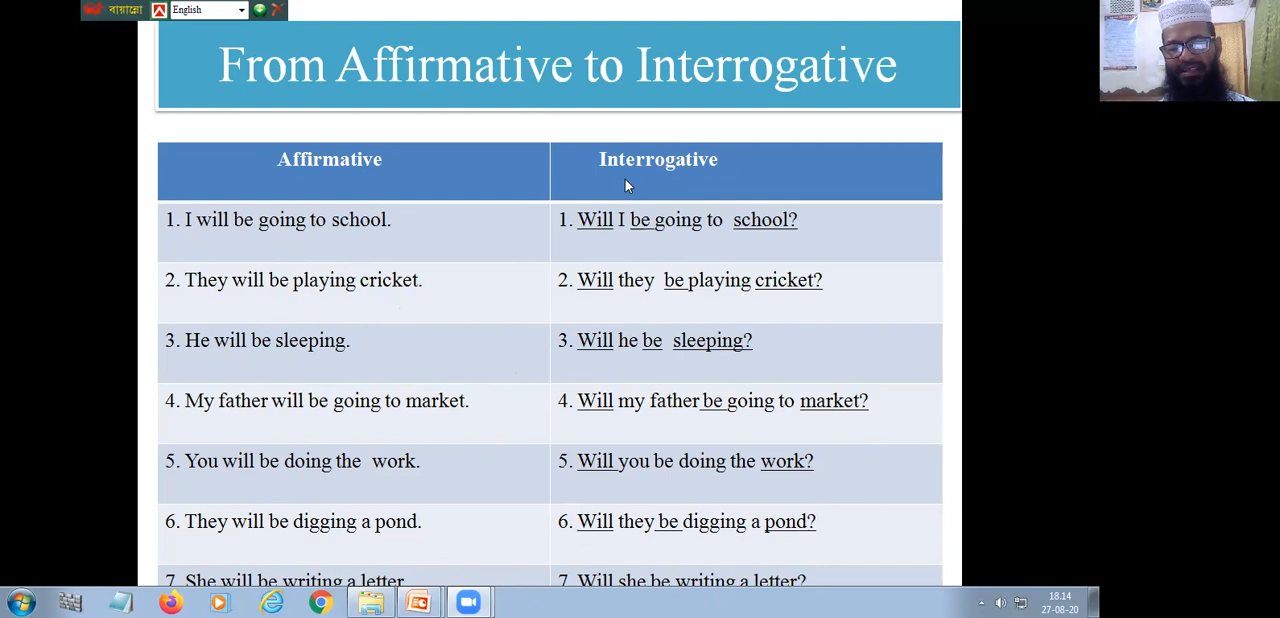 বায়ান্নো English
From Affirmative to Interrogative
Affirmative Interrogative
1. I will be going to school. 1. Will I be going to school?
2. They will be playing cricket. 2. Will they be playing cricket?
3. He will be sleeping. 3. Will he be sleeping?
4. My father will be going to market. 4. Will my father be going to market?
5. You will be doing the work. 5. Will you be doing the work?
6. They will be digging a pond. 6. Will they be digging a pond?
7. She will be writing a letter 7. Will she be writing a letter?
18.14
27-08-20